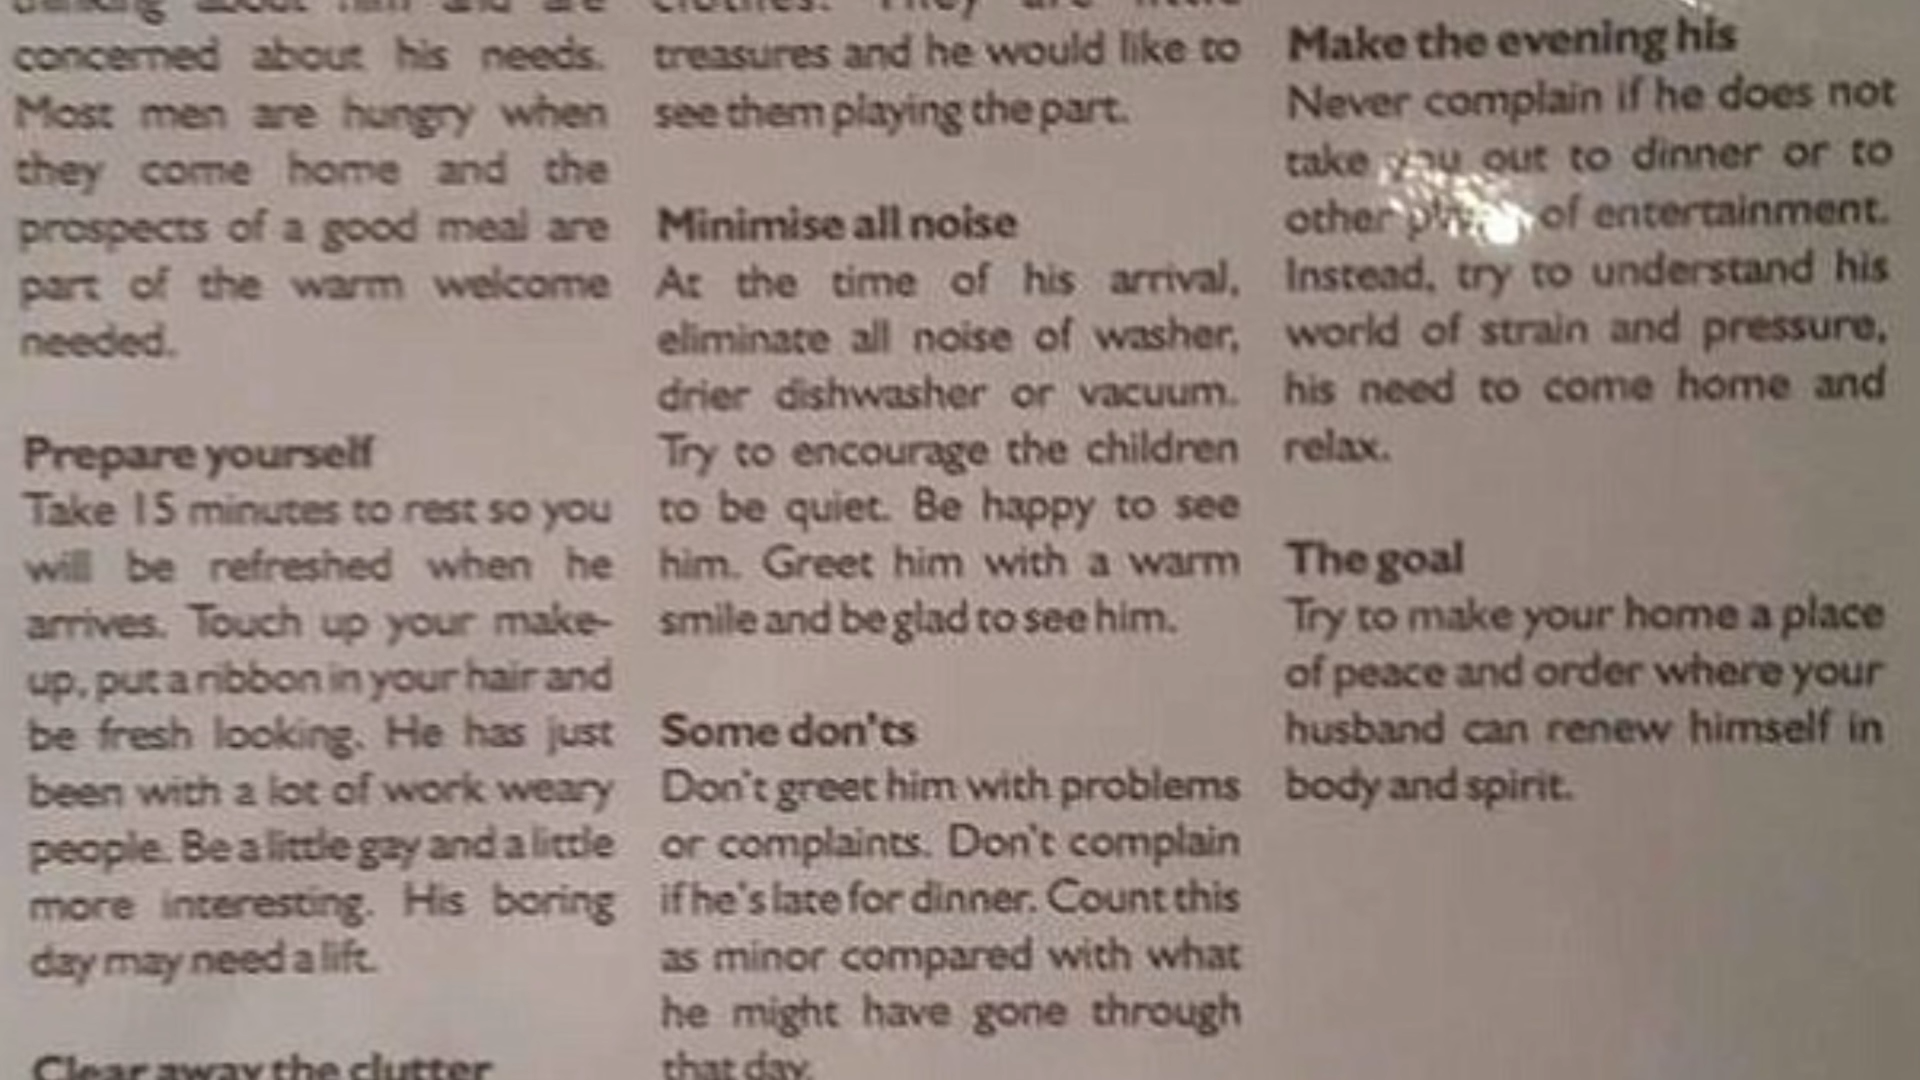 thinking about him and are
concerned about his needs.
Most men are hungry when
they come home and the
prospects of a good meal are
part of the warm welcome
needed.
Prepare yourself
Take 15 minutes to rest so you
will be refreshed when he
arrives. Touch up your make-
up, put a ribbon in your hair and
be fresh looking. He has just
been with a lot of work weary
people. Be a little gay and a little
more interesting. His boring
day may need a lift.
Clear away the clutter
clothes. They are little
treasures and he would like to
see them playing the part.
Minimise all noise
At the time of his arrival,
eliminate all noise of washer,
drier dishwasher or vacuum.
Try to encourage the children
to be quiet. Be happy to see
him. Greet him with a warm
smile and be glad to see him.
Some don'ts
Don't greet him with problems
or complaints. Don't complain
if he's late for dinner. Count this
as minor compared with what
he might have gone through
that day.
Make the evening his
Never complain if he does not
take you out to dinner or to
other of entertainment.
Instead, try to understand his
world of strain and pressure,
his need to come home and
relax.
The goal
Try to make your home a place
of peace and order where your
husband can renew himself in
body and spirit.